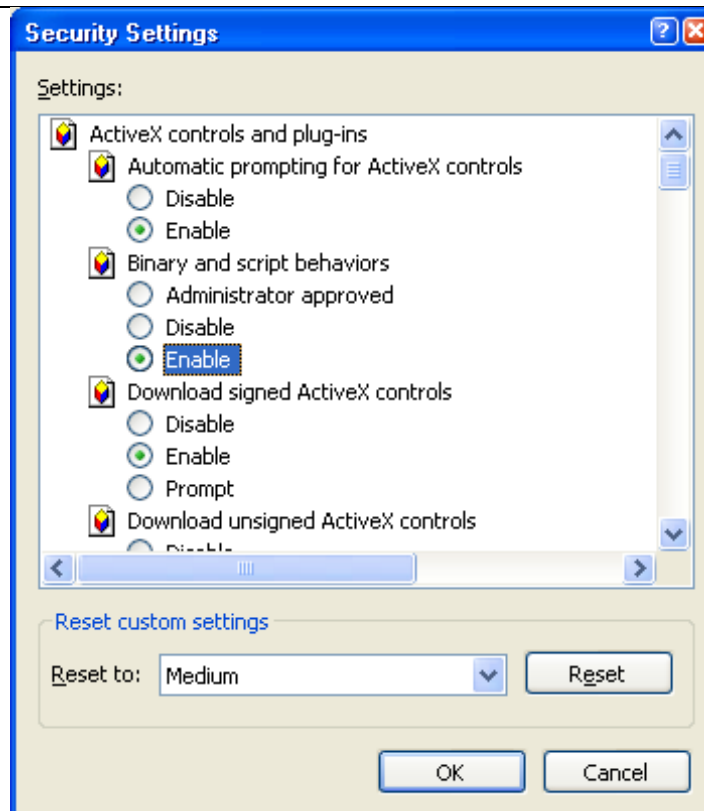 Security Settings
Settings:
ActiveX controls and plug-ins
Automatic prompting for ActiveX controls
Disable
Enable
Binary and script behaviors
Administrator approved
Disable
Enable
Download signed ActiveX controls
Disable
Enable
Prompt
Download unsigned ActiveX controls
Disable
Reset custom settings
Reset to: Medium Reset
OK Cancel